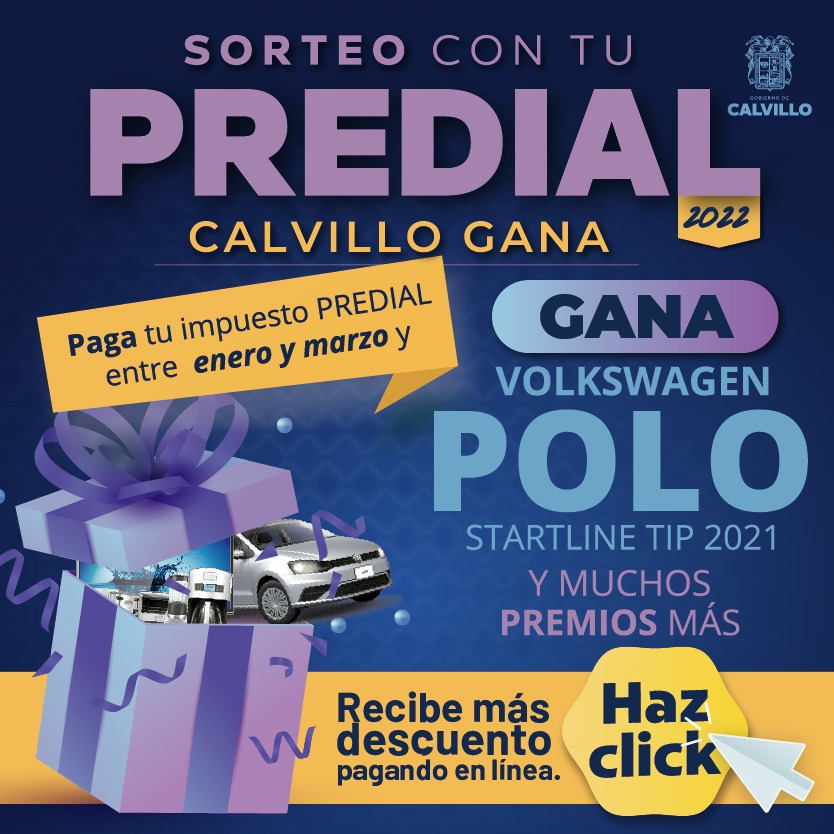 SORTEO CON TU
PREDIAL
2022
CALVILLO GANA
GOBIERNO DE
CALVILLO
Paga tu impuesto PREDIAL
entre enero y marzo y
GANA
VOLKSWAGEN
POLO
STARTLINE TIP 2021
Y MUCHOS
PREMIOS MÁS
Recibe más
descuento
pagando en línea.
Haz
click